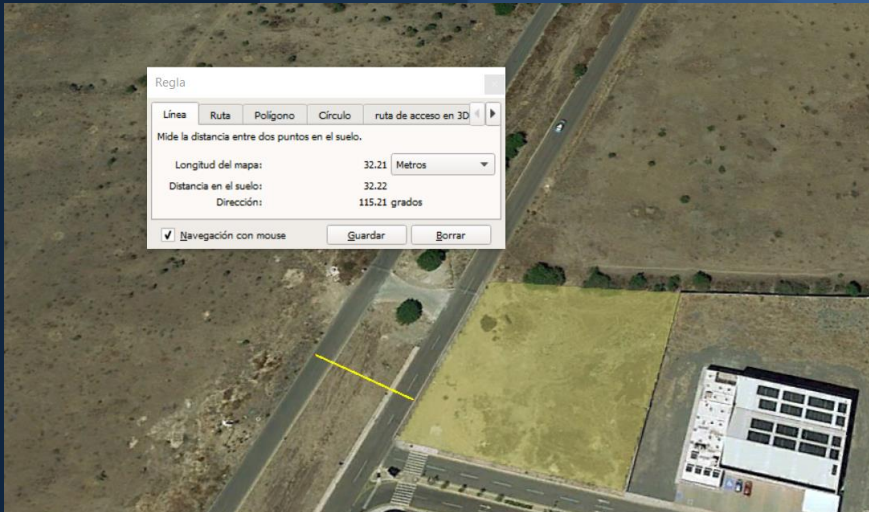 Regla
Línea Ruta Polígono Círculo ruta de acceso en 3D
Mide la distancia entre dos puntos en el suelo.
Longitud del mapa: 32.21 Metros
Distancia en el suelo: 32.22
Dirección: 115.21 grados
Navegación con mouse Guardar Borrar